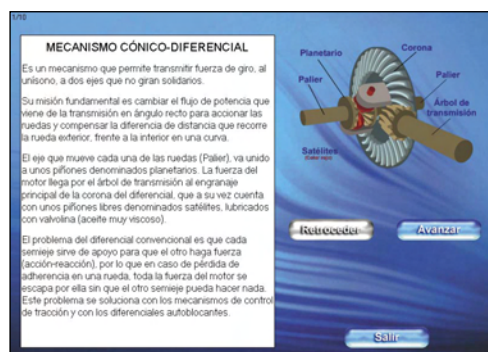 1/10
MECANISMO CÓNICO-DIFERENCIAL
Es un mecanismo que permite transmitir fuerza de giro, al
unísono, a dos ejes que no giran solidarios.
Su misión fundamental es cambiar el flujo de potencia que
viene de la transmisión en ángulo recto para accionar las
ruedas y compensar la diferencia de distancia que recorre
la rueda exterior, frente a la interior en una curva.
El eje que mueve cada una de las ruedas (Palier), va unido
a unos piñones denominados planetarios. La fuerza del
motor llega por el árbol de transmisión al engranaje
principal de la corona del diferencial, que a su vez cuenta
con unos piñones libres denominados satélites, lubricados
con valvolina (aceite muy viscoso).
El problema del diferencial convencional es que cada
semieje sirve de apoyo para que el otro haga fuerza
(acción-reacción), por lo que en caso de pérdida de
adherencia en una rueda, toda la fuerza del motor se
escapa por ella sin que el otro semieje pueda hacer nada.
Este problema se soluciona con los mecanismos de control
de tracción y con los diferenciales autoblocantes.
Planetario
Corona
Palier
Palier
Árbol de
transmisión
Satélites
(Color rojo)
Retroceder
Avanzar
Salir